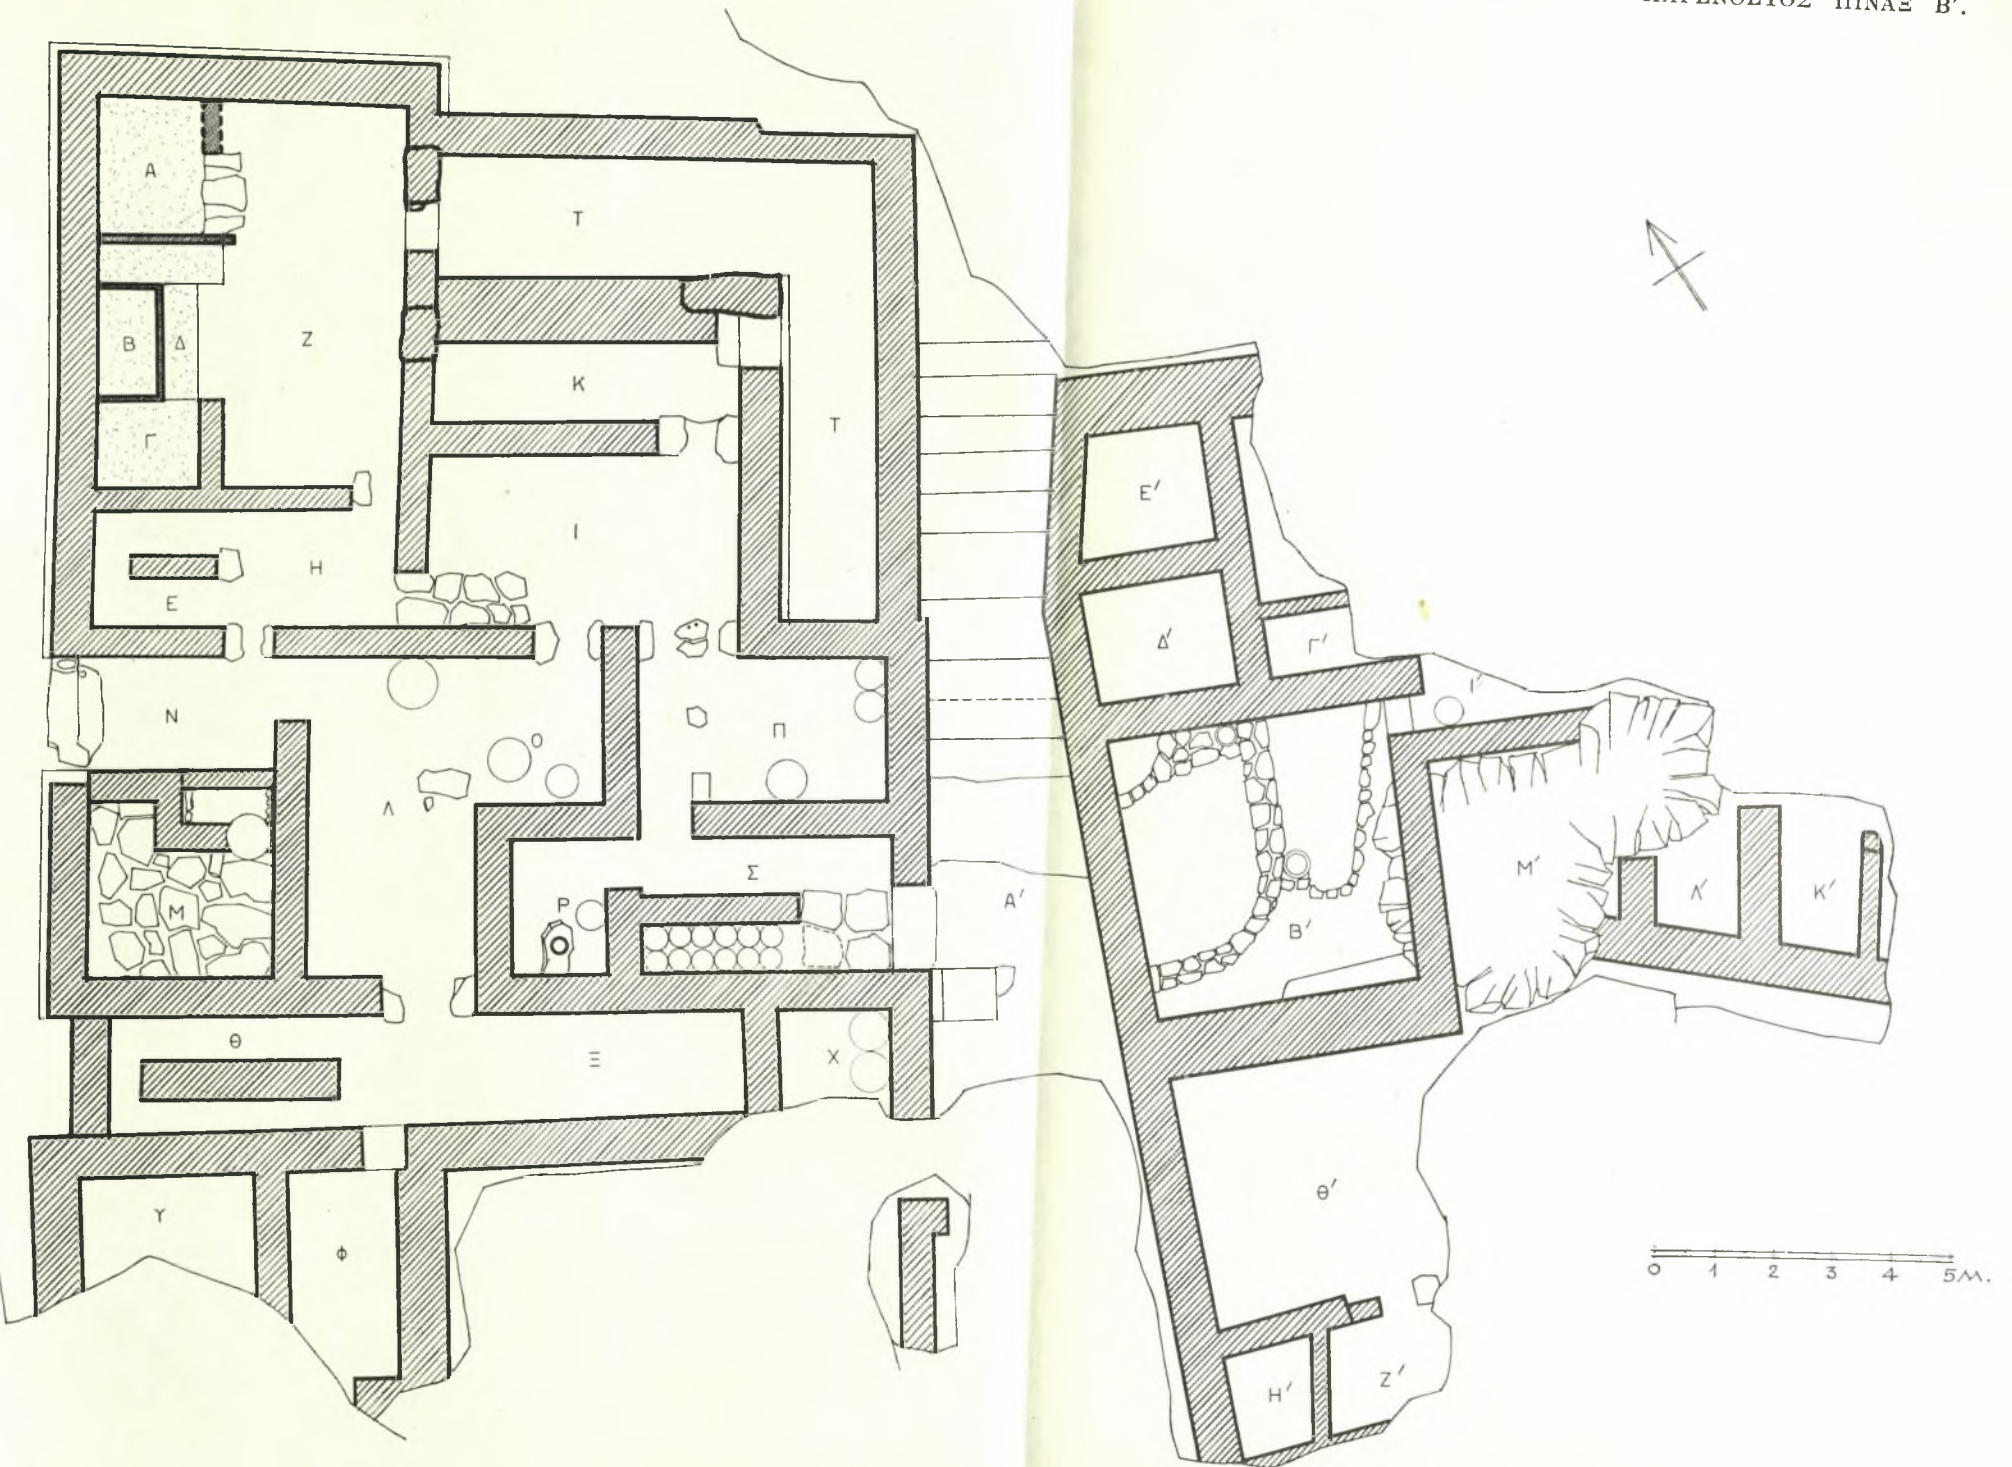 ΠΙΝΑΞ Β′.
Α
Τ
Ζ
Β
Δ
Κ
Γ
Τ
Ε′
Ι
Η
Ε
Δ′
Γ′
Ι′
Ν
Π
Ο
Λ
Μ′
Σ
Α′
Λ′
Κ′
Ρ
Μ
Β′
Θ
Ξ
Χ
Θ′
Υ
Φ
0 1 2 3 4 5Μ.
Η′
Ζ′